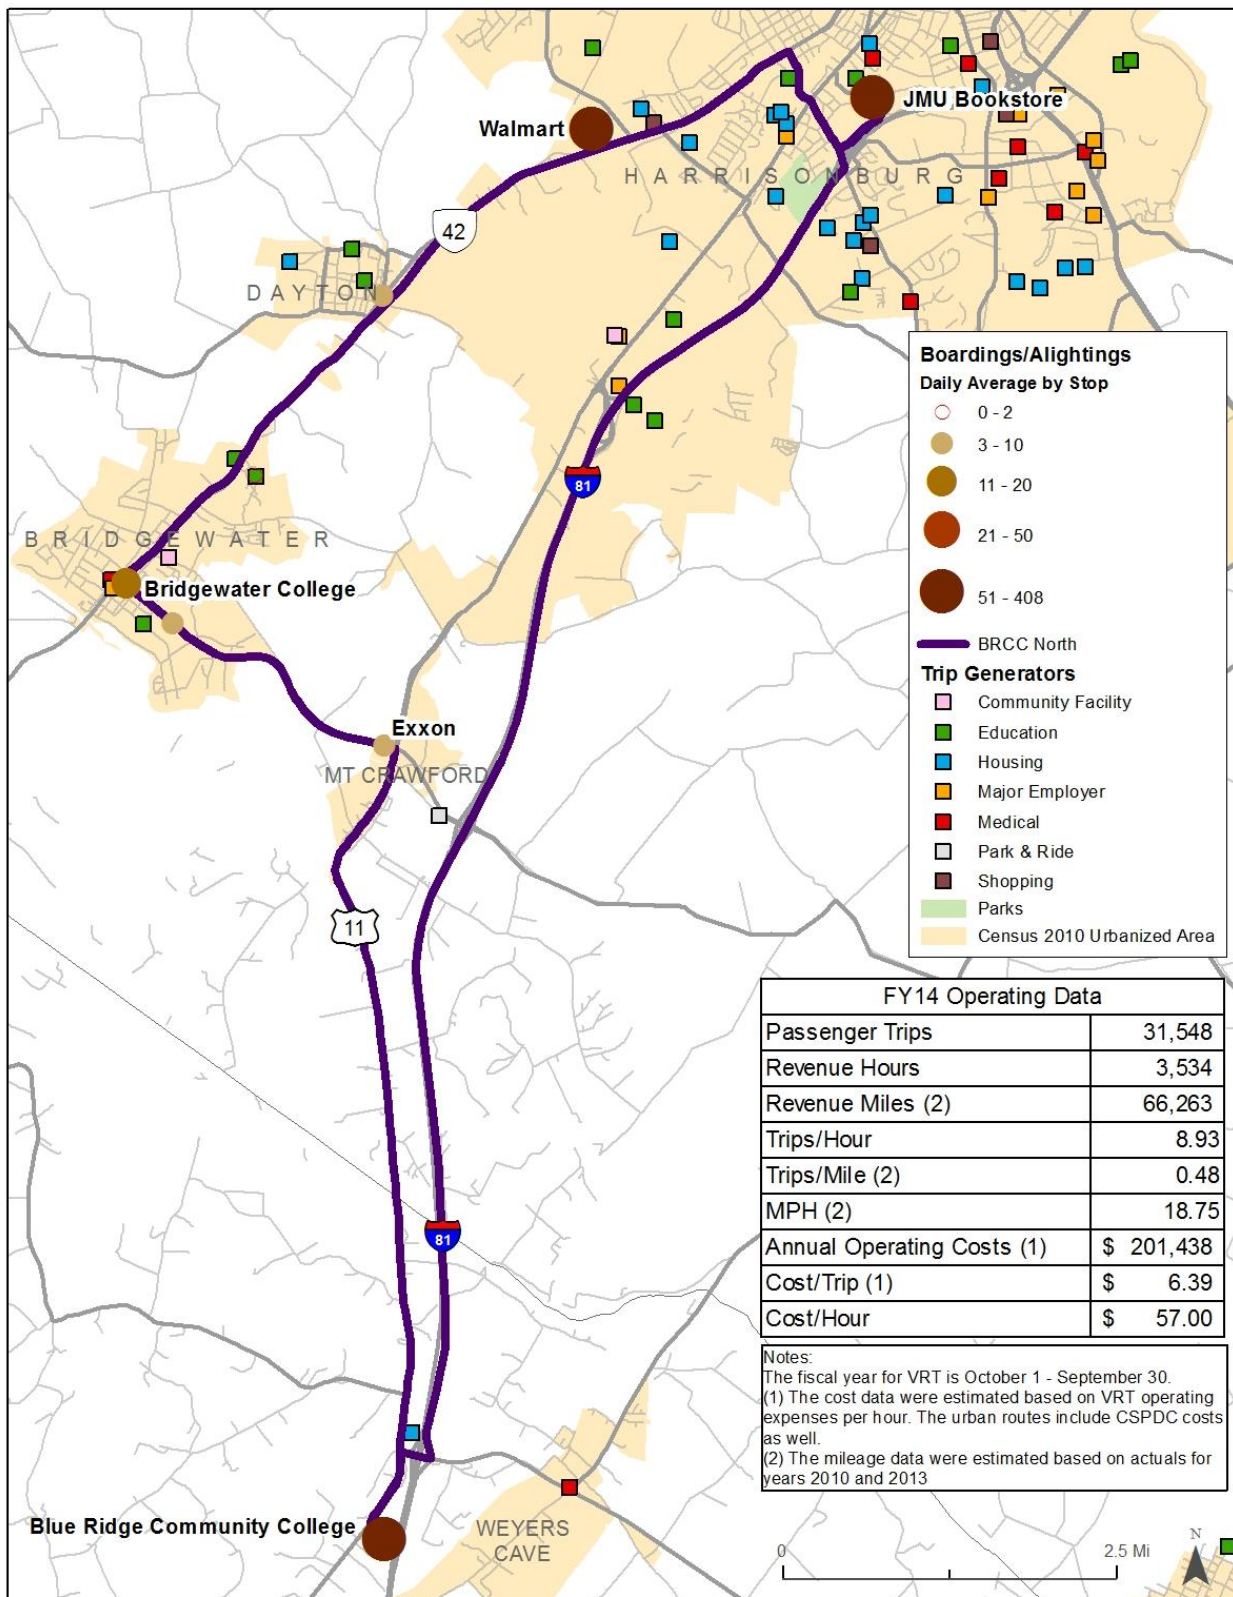 JMU Bookstore
Walmart
HARRISONBURG
42
DAYTON
81
BRIDGEWATER
Bridgewater College
Exxon
MT CRAWFORD
11
81
Blue Ridge Community College
WEYERS
CAVE
Boardings/Alightings
Daily Average by Stop
0 - 2
3 - 10
11 - 20
21 - 50
51 - 408
BRCC North
Trip Generators
Community Facility
Education
Housing
Major Employer
Medical
Park & Ride
Shopping
Parks
Census 2010 Urbanized Area
FY14 Operating Data
Passenger Trips 31,548
Revenue Hours 3,534
Revenue Miles (2) 66,263
Trips/Hour 8.93
Trips/Mile (2) 0.48
MPH (2) 18.75
Annual Operating Costs (1) $ 201,438
Cost/Trip (1) $ 6.39
Cost/Hour $ 57.00
Notes:
The fiscal year for VRT is October 1 - September 30.
(1) The cost data were estimated based on VRT operating
expenses per hour. The urban routes include CSPDC costs
as well.
(2) The mileage data were estimated based on actuals for
years 2010 and 2013
0 2.5 Mi
N